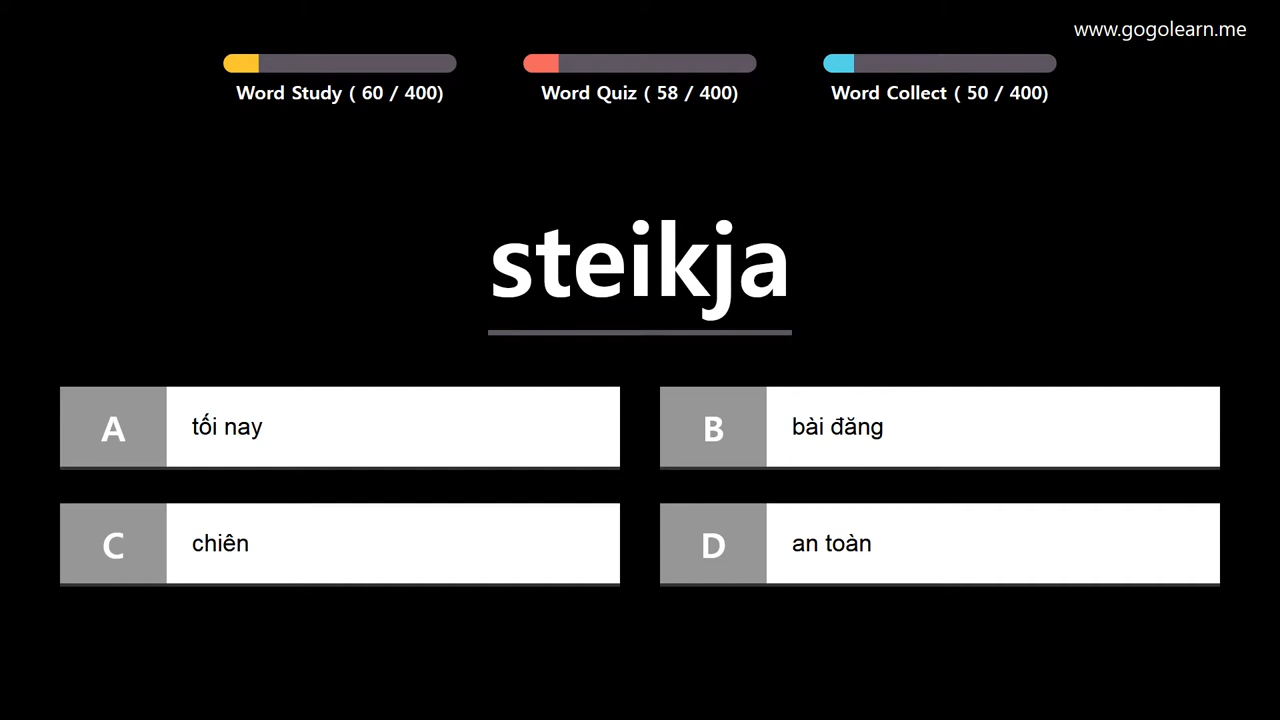 www.gogolearn.me
Word Study ( 60 / 400)
Word Quiz ( 58 / 400)
Word Collect ( 50 / 400)
steikja
A tối nay
B bài đăng
C chiên
D an toàn